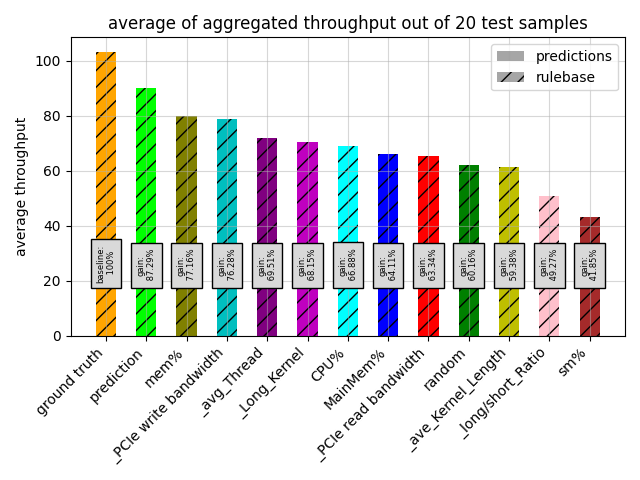 average of aggregated throughput out of 20 test samples
predictions
rulebase
average throughput
100
80
60
40
20
0
baseline:
100%
gain:
87.29%
gain:
77.16%
gain:
76.28%
gain:
69.51%
gain:
68.15%
gain:
66.88%
gain:
64.11%
gain:
63.34%
gain:
60.16%
gain:
59.38%
gain:
49.27%
gain:
41.85%
ground truth
prediction
mem%
_PCIe write bandwidth
_avg_Thread
_Long_Kernel
CPU%
MainMem%
_PCIe read bandwidth
random
_ave_Kernel_Length
_long/short_Ratio
sm%